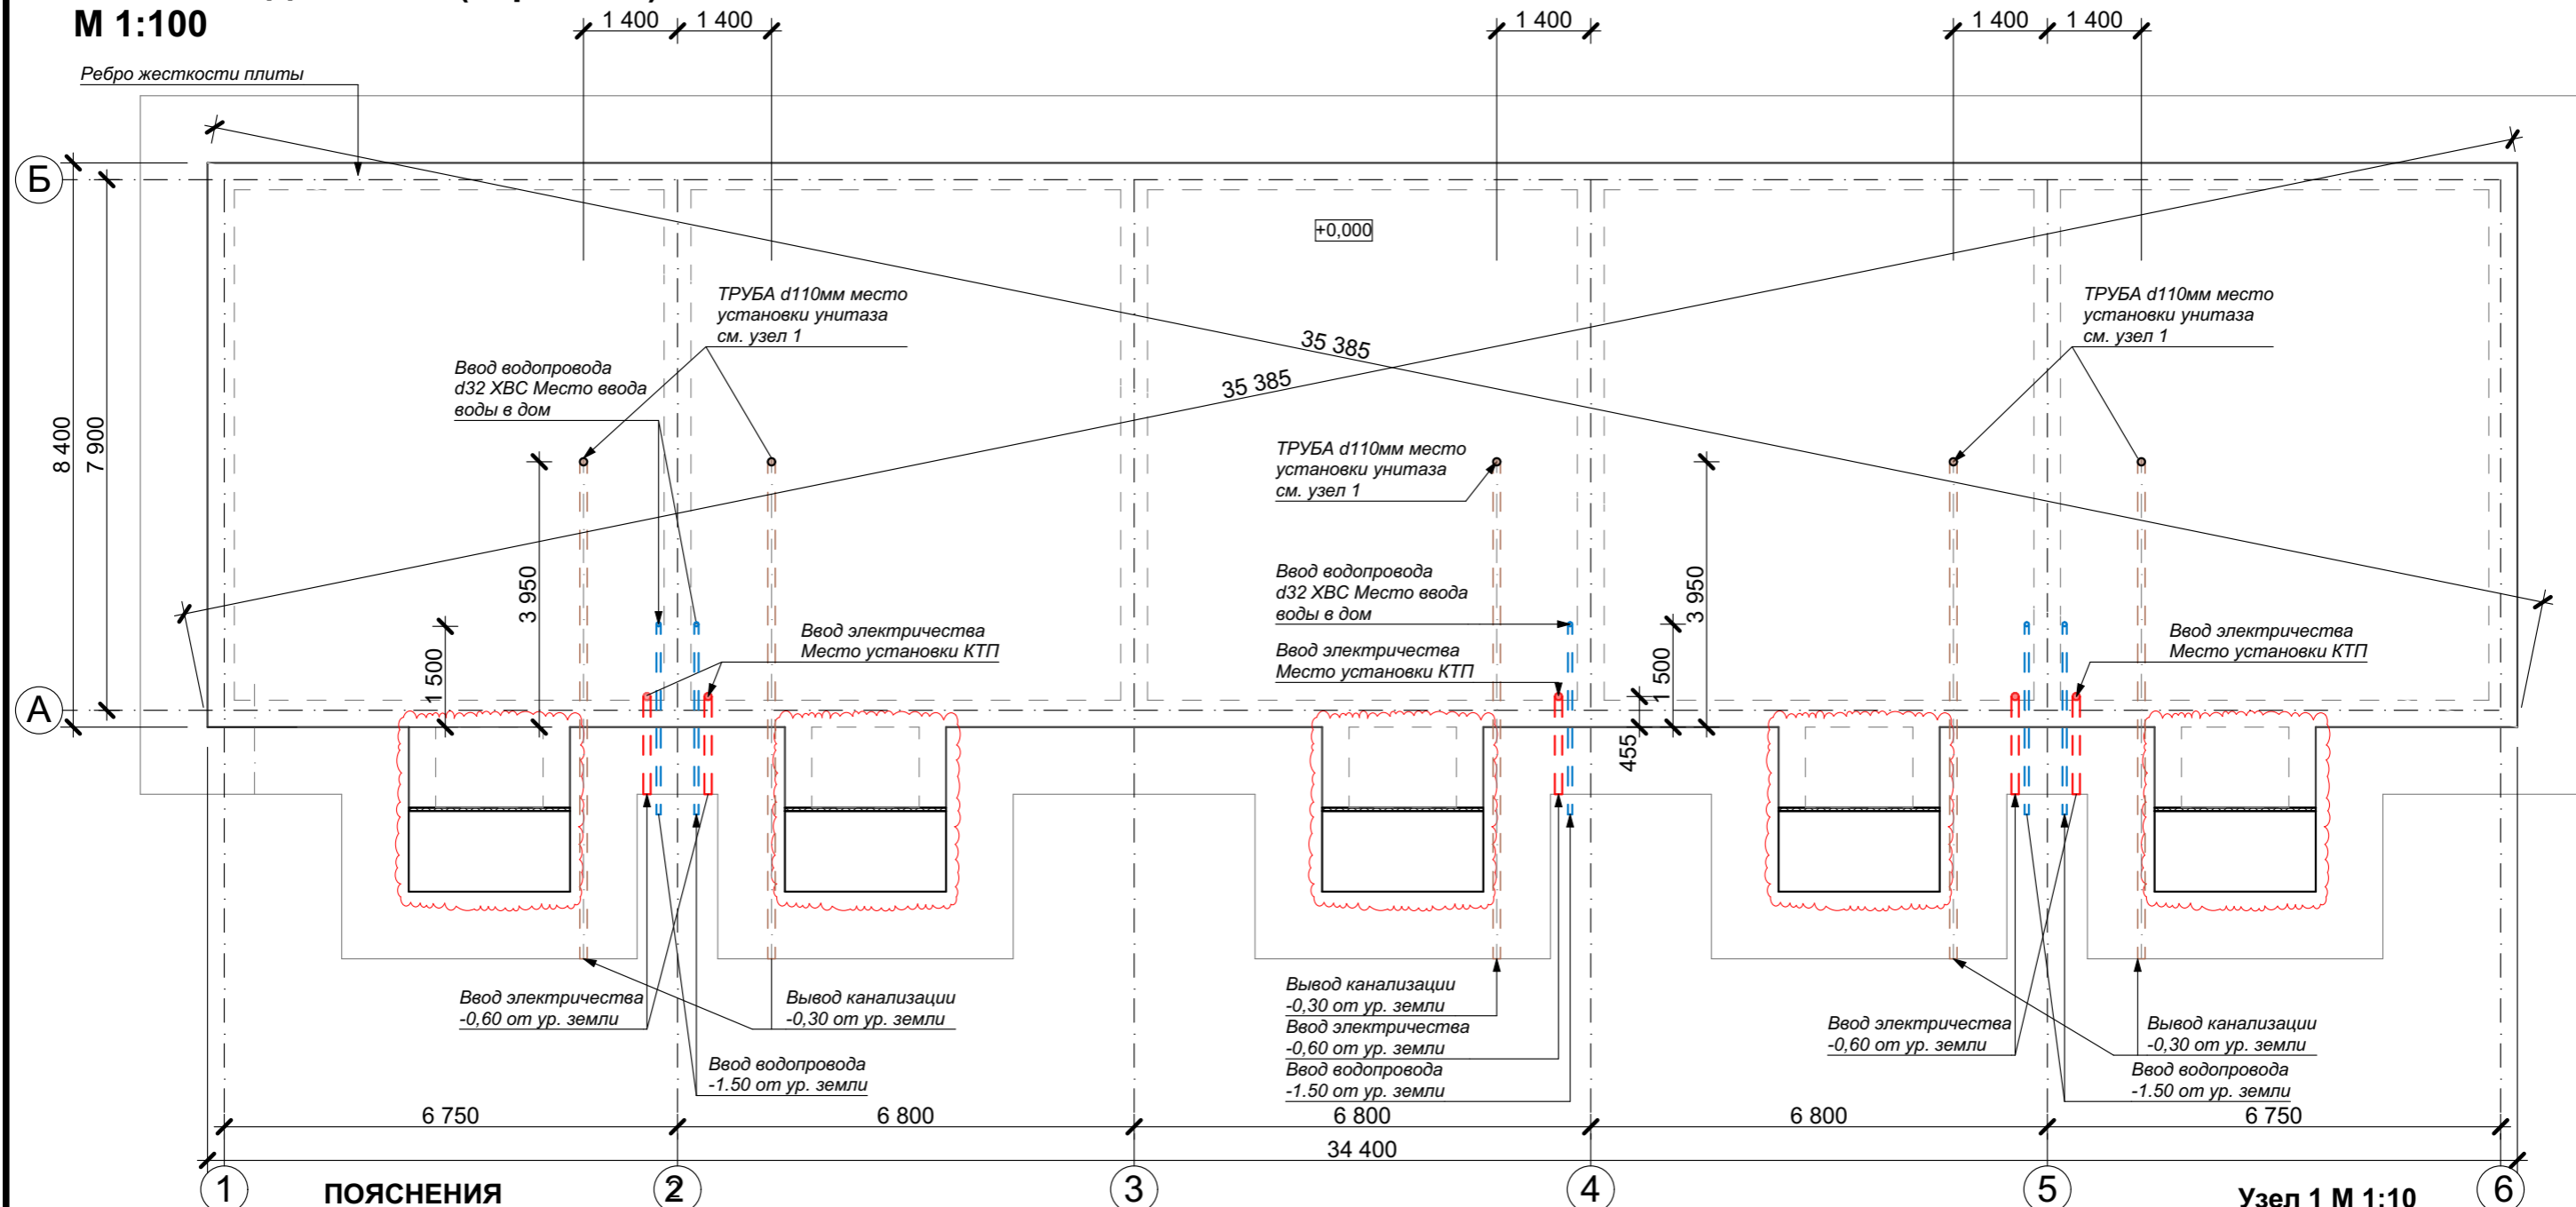 М 1:100
1 400
1 400
1 400
1 400
1 400
Ребро жесткости плиты
Б
+0,000
ТРУБА d110мм место
установки унитаза
см. узел 1
ТРУБА d110мм место
установки унитаза
см. узел 1
35 385
35 385
Ввод водопровода
d32 ХВС Место ввода
воды в дом
8 400
7 900
ТРУБА d110мм место
установки унитаза
см. узел 1
3 950
3 950
Ввод водопровода
d32 ХВС Место ввода
воды в дом
1 500
1 500
Ввод электричества
Место установки КТП
Ввод электричества
Место установки КТП
Ввод электричества
Место установки КТП
А
455
Ввод электричества
-0,60 от ур. земли
Вывод канализации
-0,30 от ур. земли
Ввод водопровода
-1.50 от ур. земли
Вывод канализации
-0,30 от ур. земли
Ввод электричества
-0,60 от ур. земли
Ввод водопровода
-1.50 от ур. земли
Ввод электричества
-0,60 от ур. земли
Вывод канализации
-0,30 от ур. земли
Ввод водопровода
-1.50 от ур. земли
6 750
6 800
6 800
6 800
6 750
34 400
1
2
3
4
5
6
ПОЯСНЕНИЯ
Узел 1 М 1:10